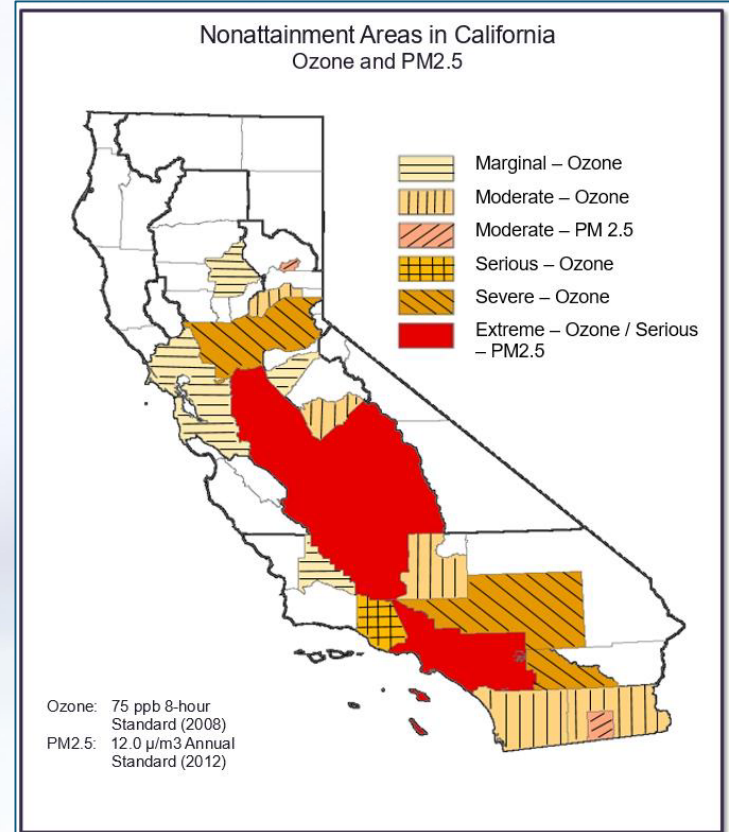 Nonattainment Areas in California
Ozone and PM2.5
Marginal – Ozone
Moderate – Ozone
Moderate – PM 2.5
Serious – Ozone
Severe – Ozone
Extreme – Ozone / Serious
– PM2.5
Ozone: 75 ppb 8-hour
Standard (2008)
PM2.5: 12.0 µ/m3 Annual
Standard (2012)